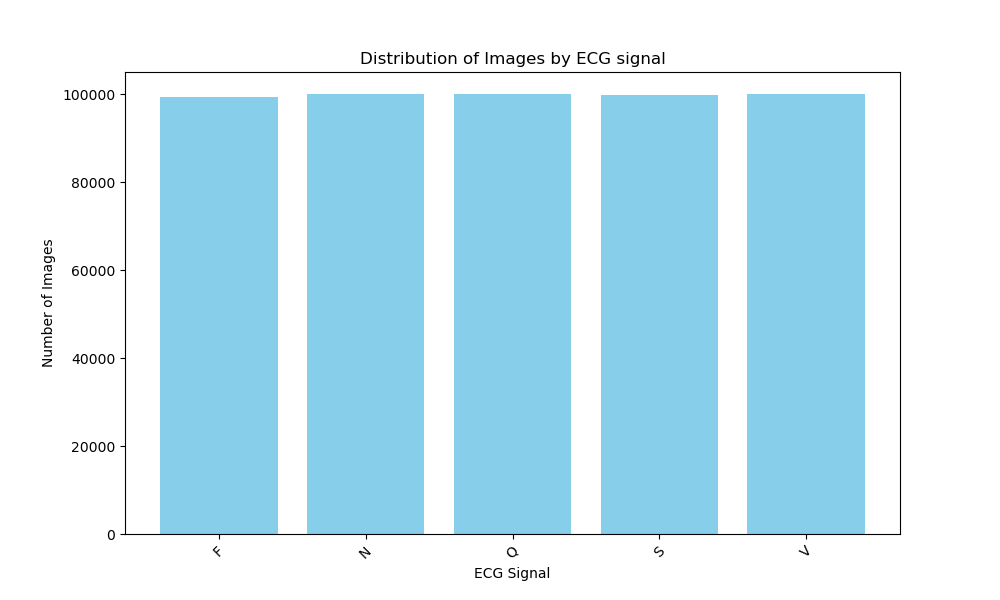 Distribution of Images by ECG signal
Number of Images
100000
80000
60000
40000
20000
0
F N Q S V
ECG Signal